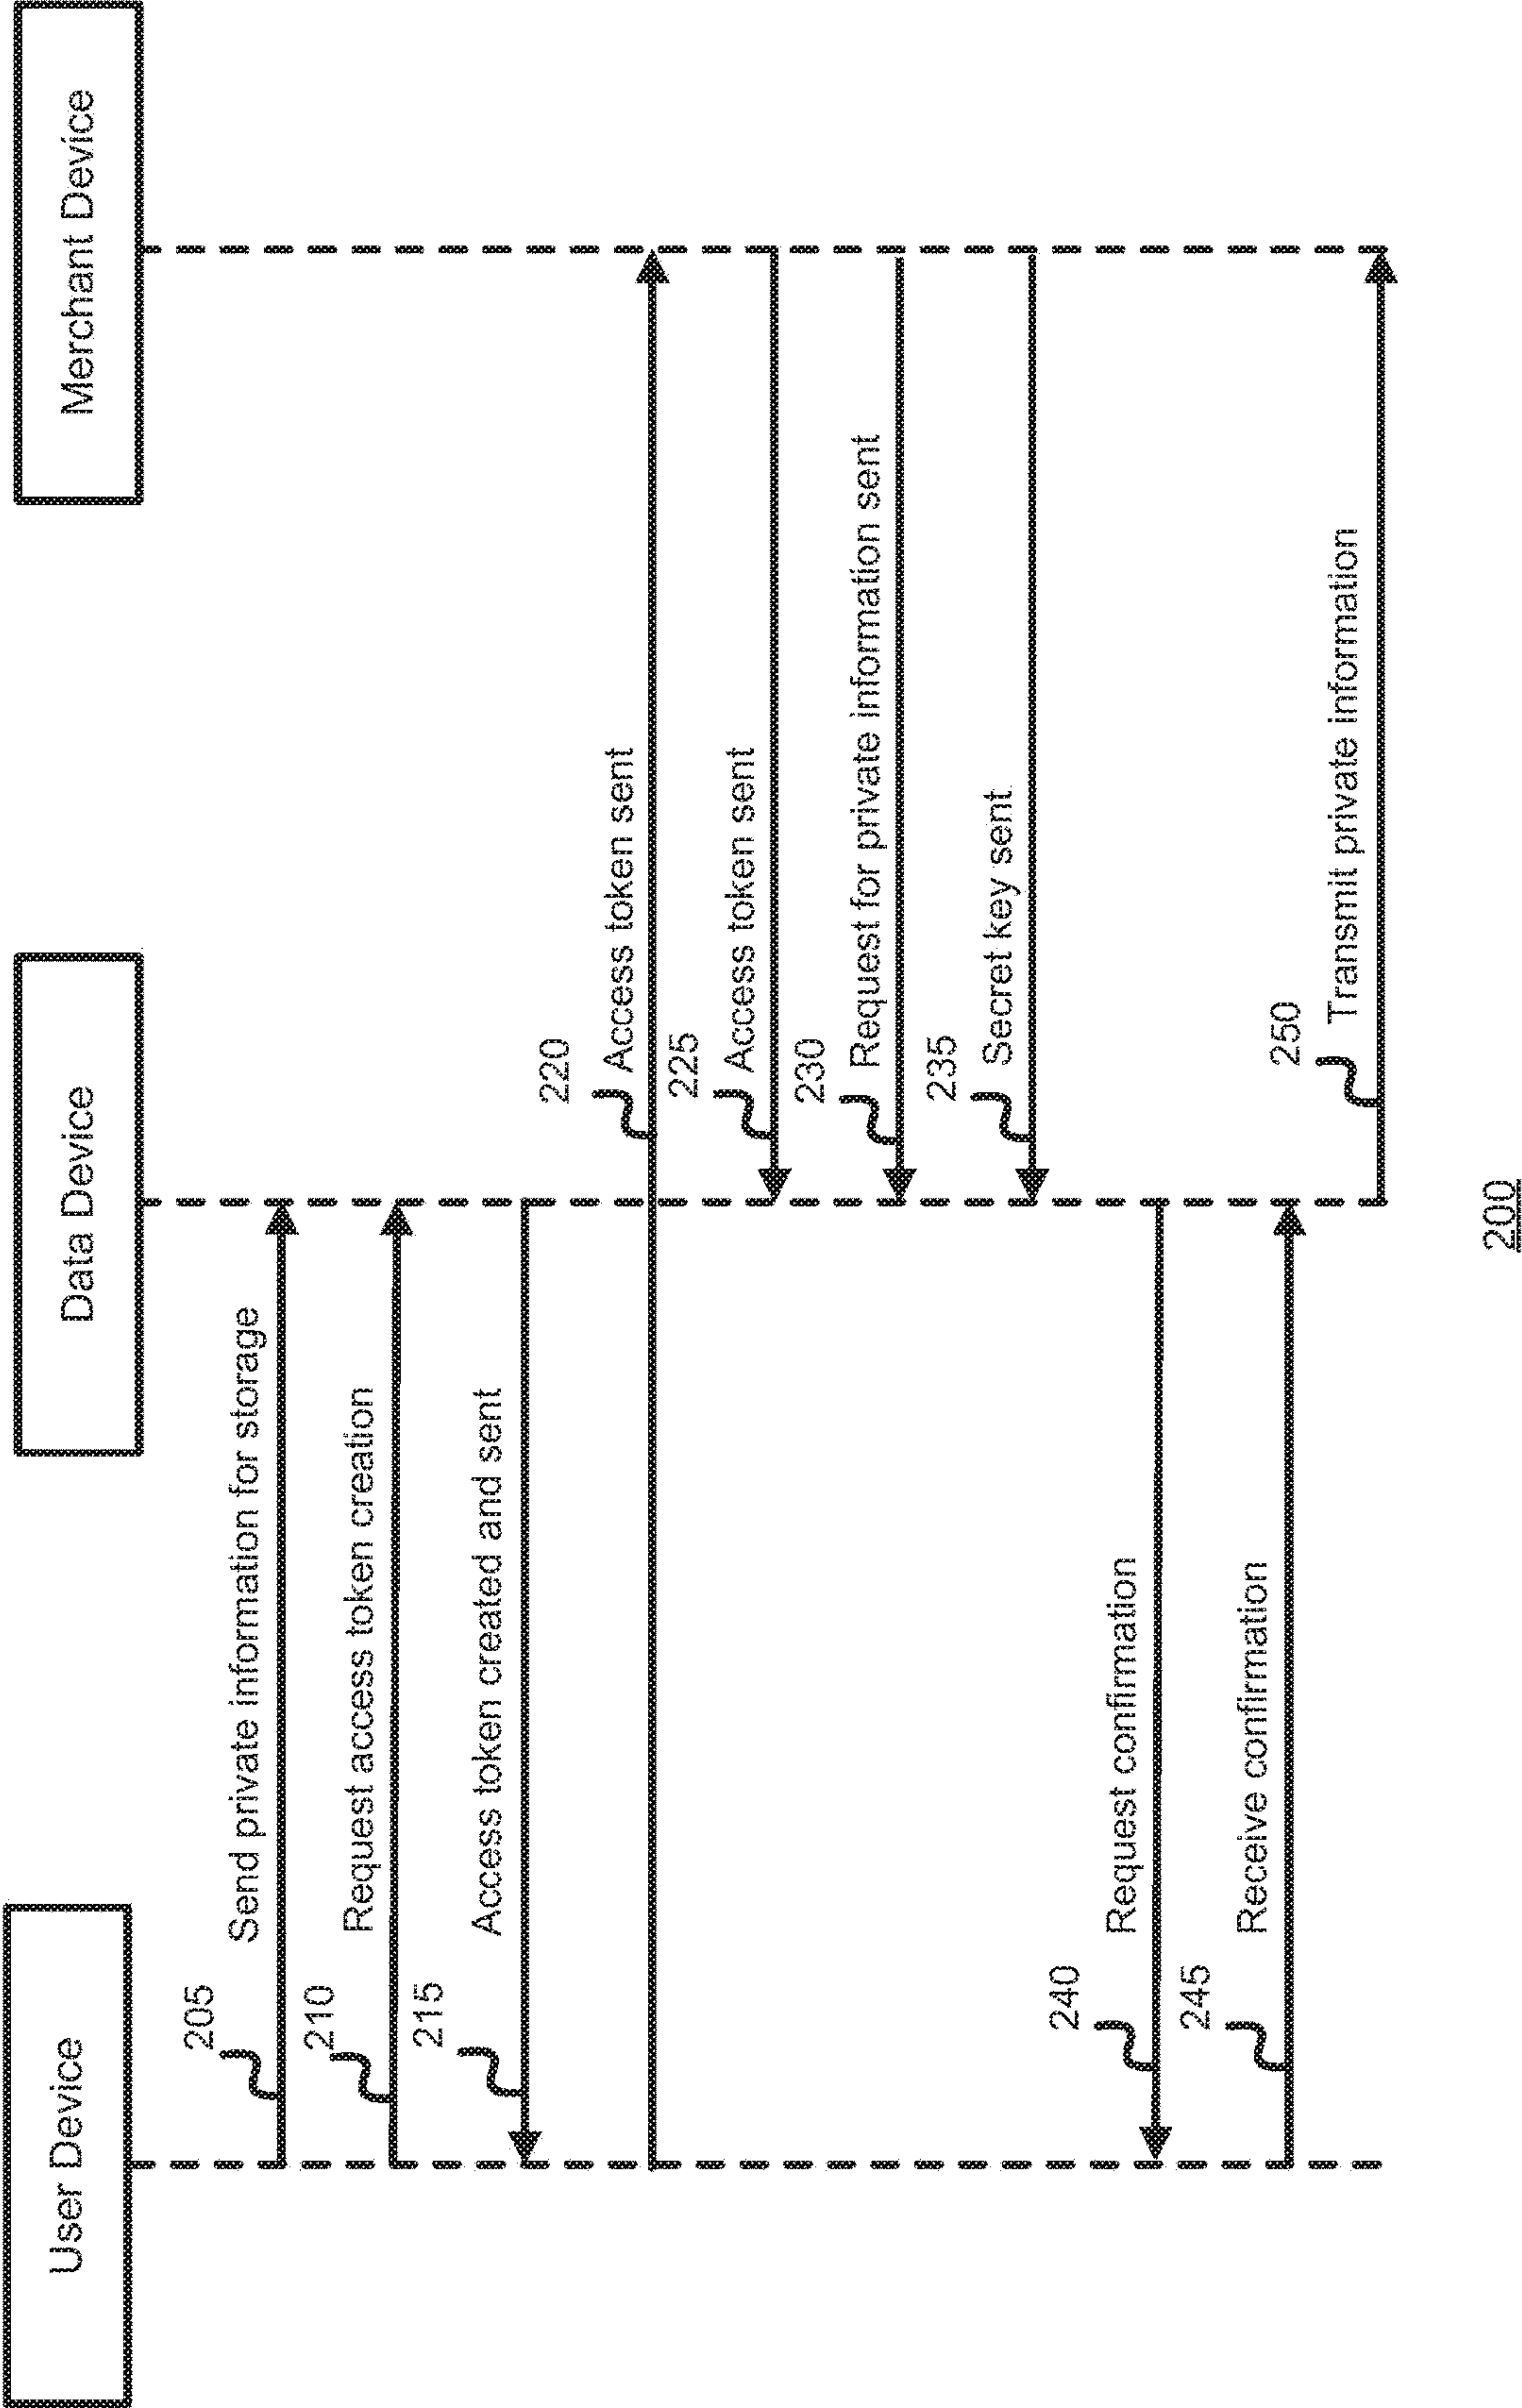 User Device
Data Device
Merchant Device
205
Send private information for storage
210
Request access token creation
215
Access token created and sent
220
Access token sent
225
Access token sent
230
Request for private information sent
235
Secret key sent
240
Request confirmation
245
Receive confirmation
250
Transmit private information
200